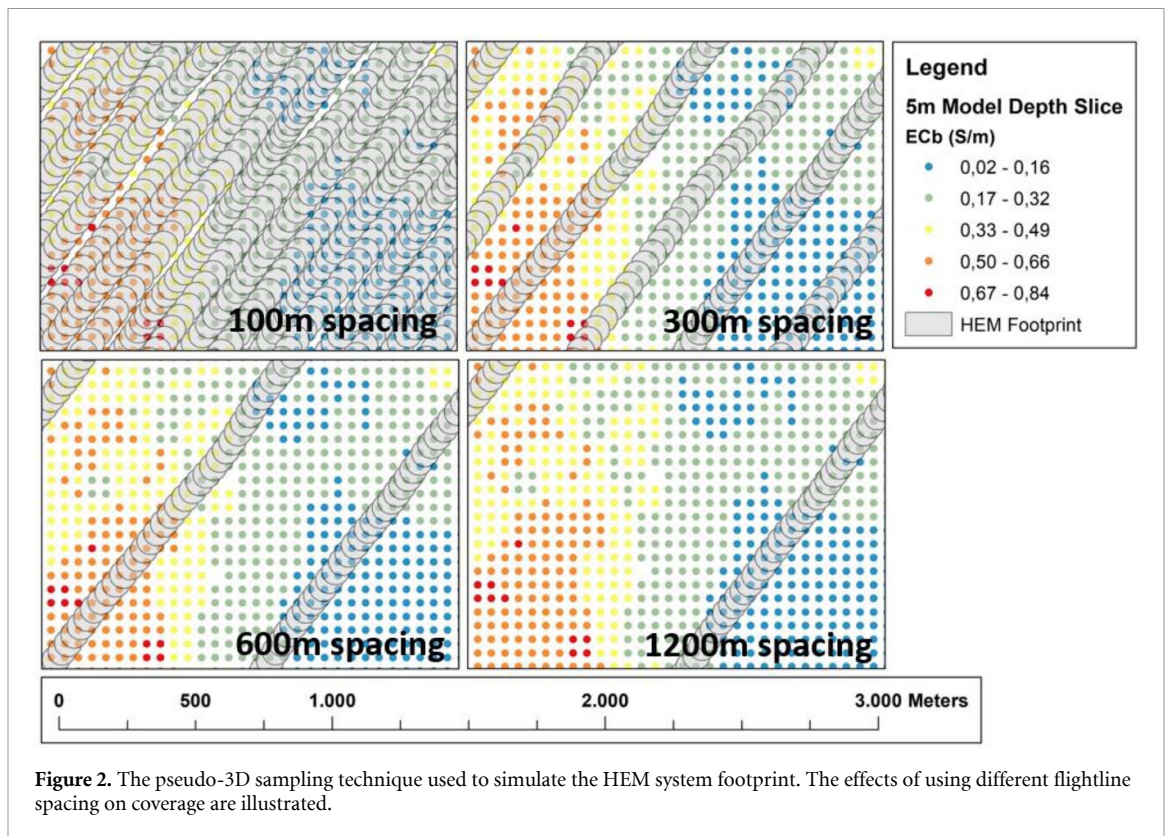 100m spacing
300m spacing
600m spacing
1200m spacing
Legend
5m Model Depth Slice
ECb (S/m)
0,02 - 0,16
0,17 - 0,32
0,33 - 0,49
0,50 - 0,66
0,67 - 0,84
HEM Footprint
0 500 1.000 2.000 3.000 Meters
Figure 2. The pseudo-3D sampling technique used to simulate the HEM system footprint. The effects of using different flightline
spacing on coverage are illustrated.